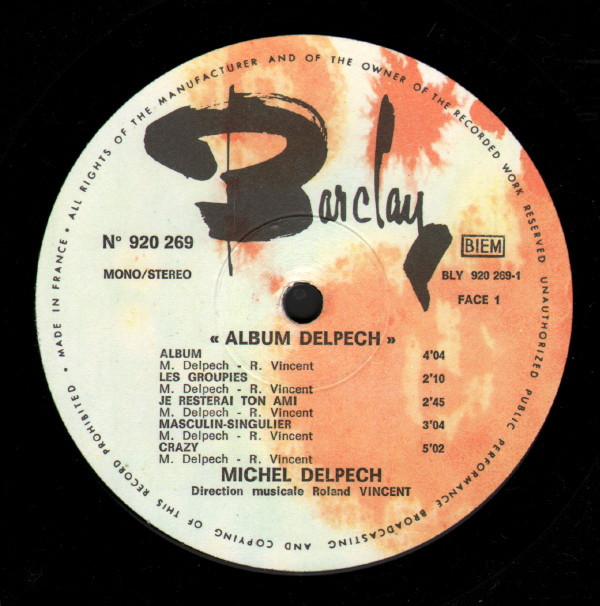 MADE IN FRANCE • ALL RIGHTS OF THE MANUFACTURER AND OF THE OWNER OF THE RECORDED WORK RESERVED UNAUTHORIZED PUBLIC PERFORMANCE BROADCASTING AND COPYING OF THIS RECORD PROHIBITED •
Barclay
N° 920 269
BIEM
MONO/STEREO
BLY 920 269-1
FACE 1
« ALBUM DELPECH »
ALBUM 4'04
M. Delpech - R. Vincent
LES GROUPIES 2'10
M. Delpech - R. Vincent
JE RESTERAI TON AMI 2'45
M. Delpech - R. Vincent
MASCULIN-SINGULIER 3'04
M. Delpech - R. Vincent
CRAZY 5'02
M. Delpech - R. Vincent
MICHEL DELPECH
Direction musicale Roland VINCENT